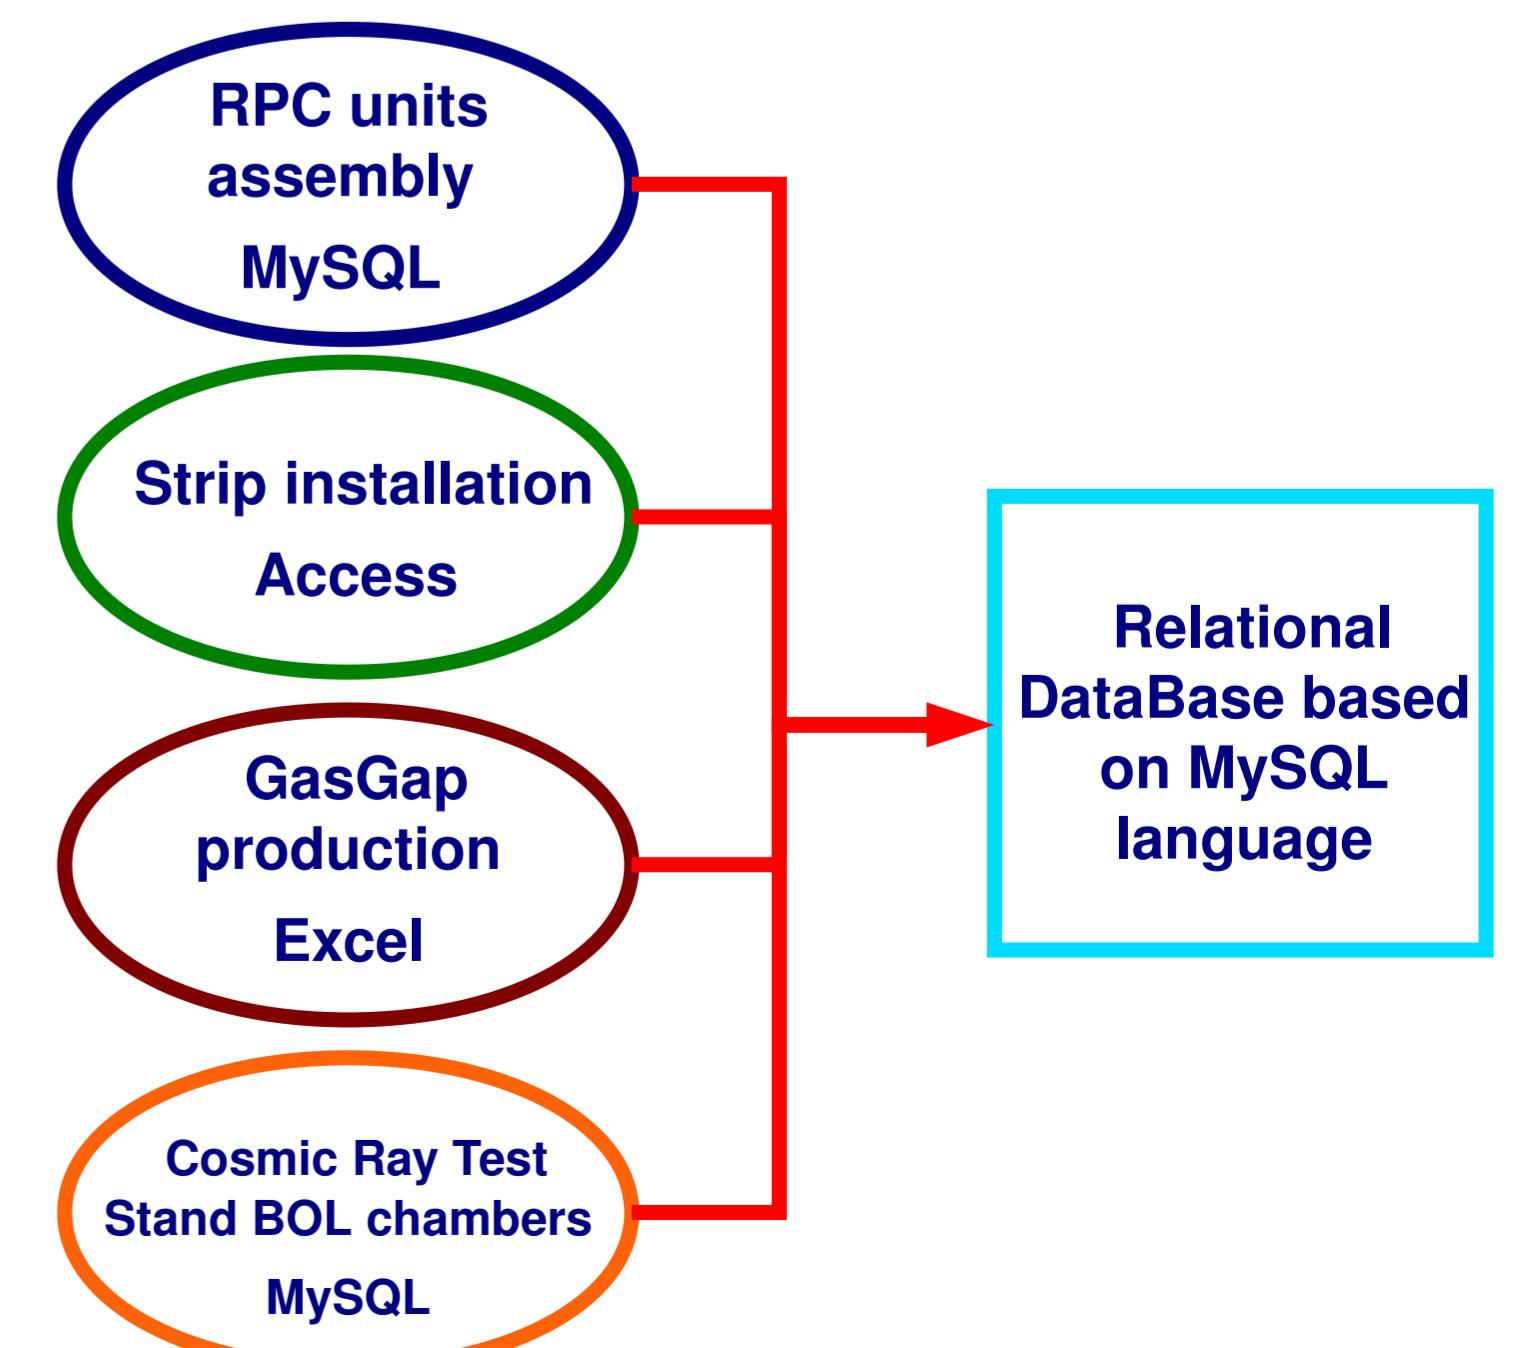 RPC units
assembly
MySQL
Strip installation
Access
GasGap
production
Excel
Cosmic Ray Test
Stand BOL chambers
MySQL
Relational
DataBase based
on MySQL
language